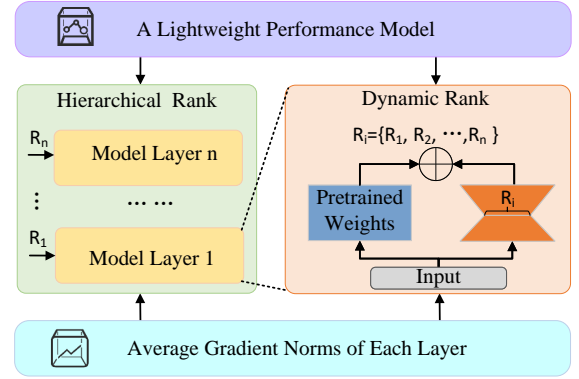 A Lightweight Performance Model
Hierarchical Rank
Rn
Model Layer n
⋮ ... ...
R1
Model Layer 1
Dynamic Rank
Ri={R1, R2, ···,Rn }
Pretrained
Weights
Ri
Input
Average Gradient Norms of Each Layer